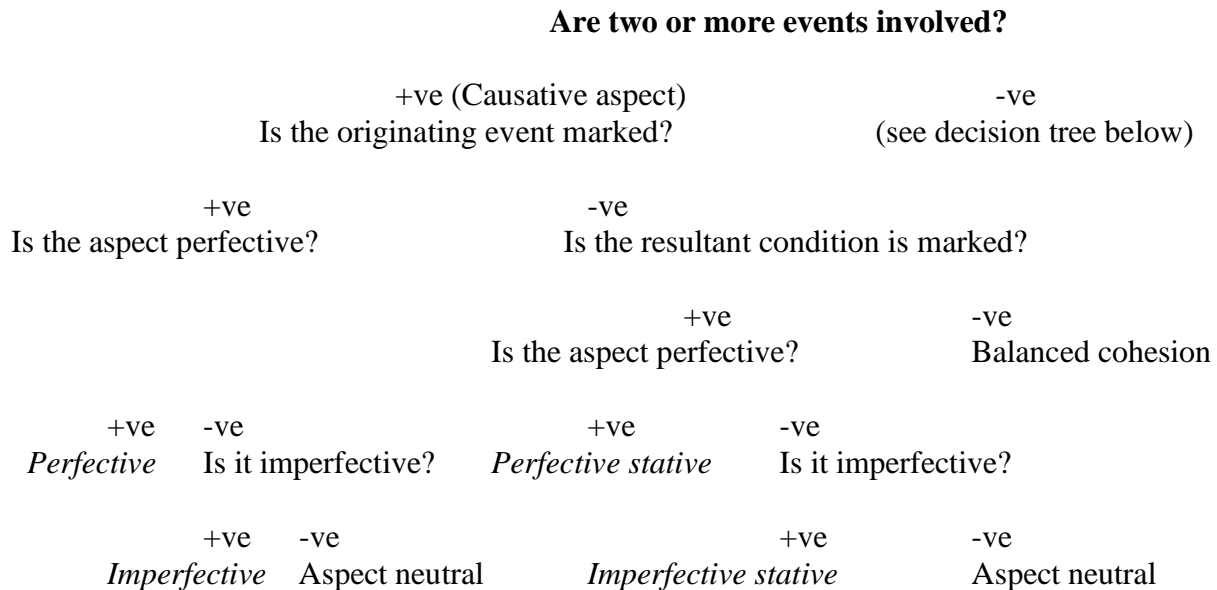 Are two or more events involved?
+ve (Causative aspect) -ve
Is the originating event marked? (see decision tree below)
+ve -ve
Is the aspect perfective? Is the resultant condition is marked?
+ve -ve
Is the aspect perfective? Balanced cohesion
+ve -ve +ve -ve
Perfective Is it imperfective? Perfective stative Is it imperfective?
+ve -ve +ve -ve
Imperfective Aspect neutral Imperfective stative Aspect neutral